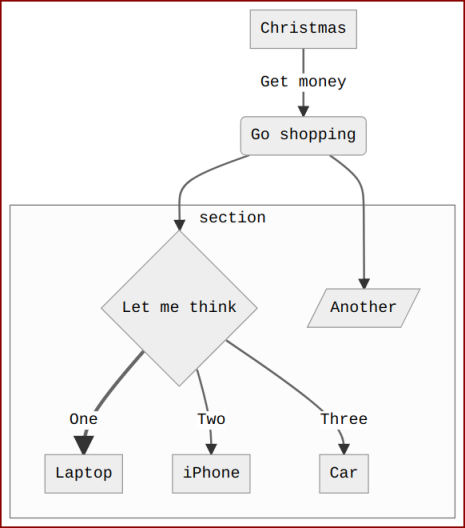 Christmas
Get money
Go shopping
section
Let me think
Another
One
Two
Three
Laptop
iPhone
Car